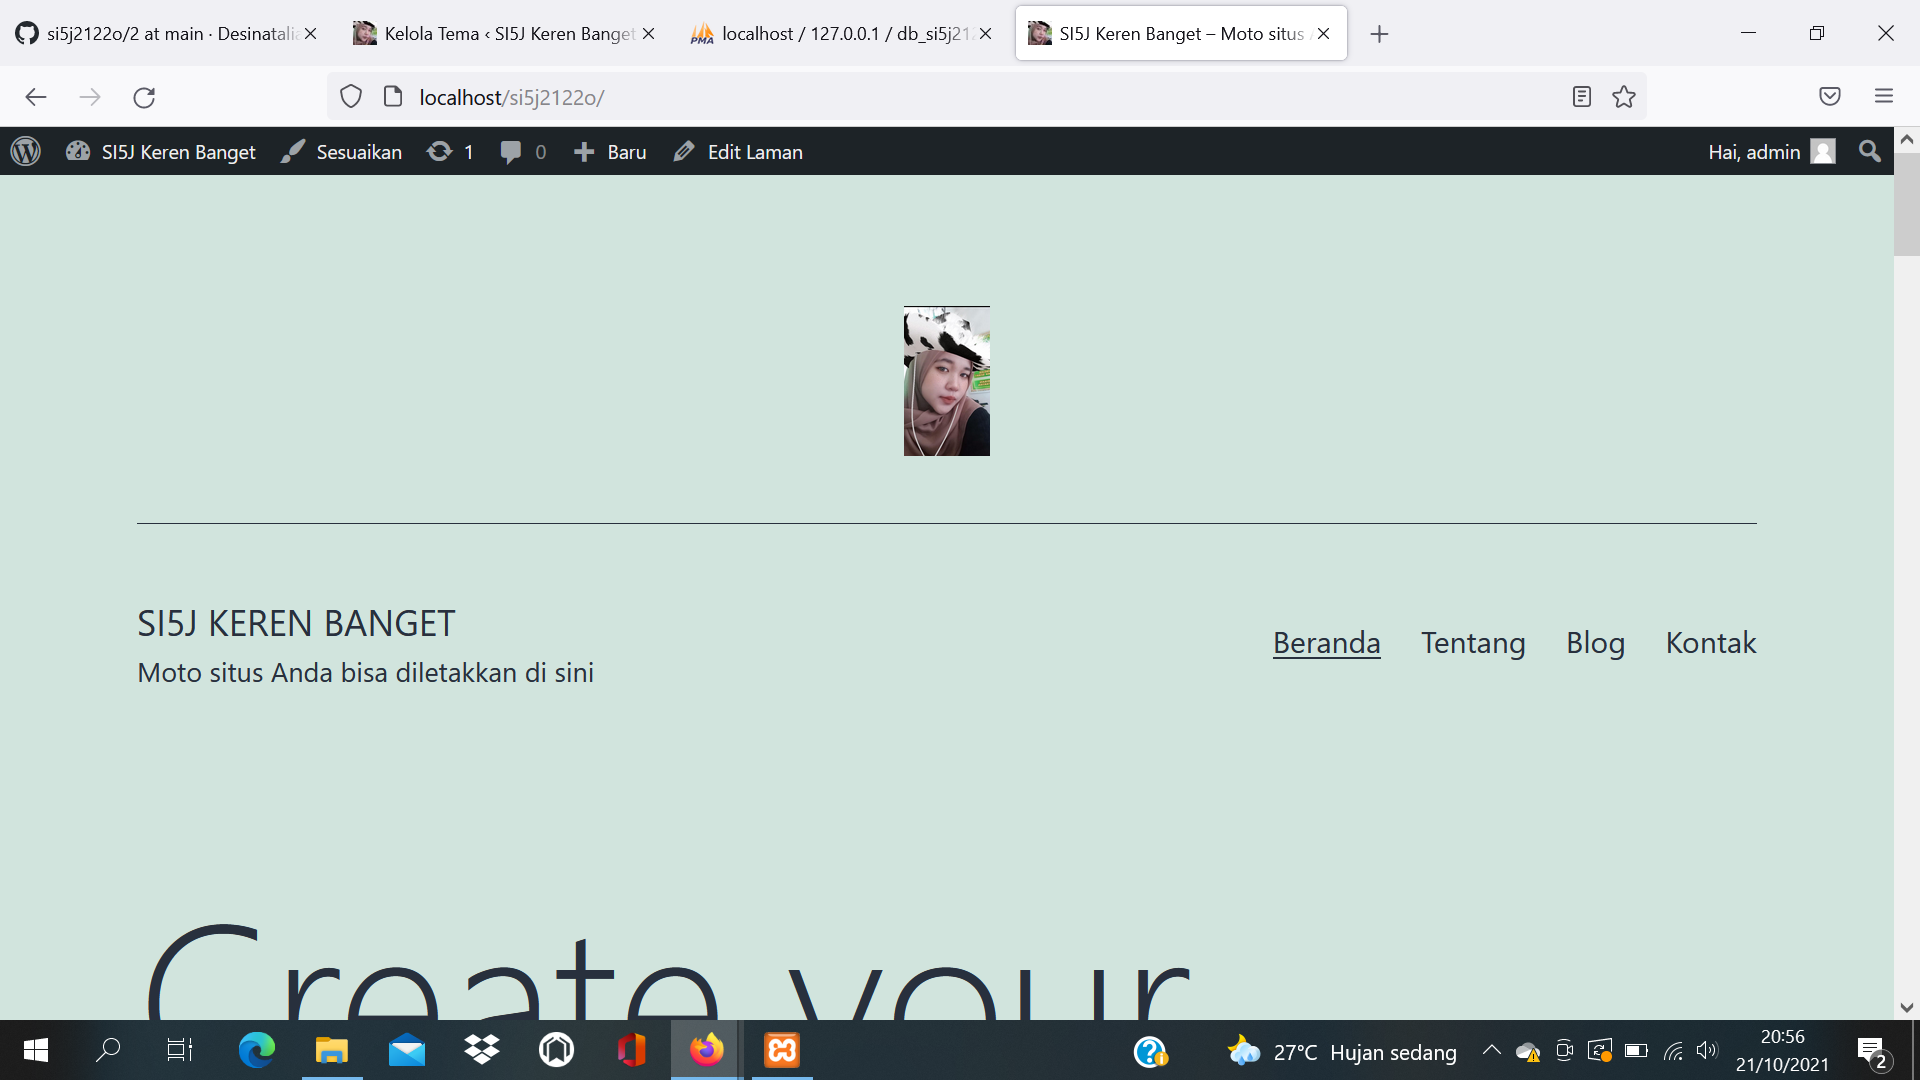 si5j2122o/2 at main · Desinatalia
Kelola Tema ‹ SI5J Keren Banget
localhost / 127.0.0.1 / db_si5j212
SI5J Keren Banget – Moto situs
localhost/si5j2122o/
SI5J Keren Banget Sesuaikan 1 0 Baru Edit Laman Hai, admin
SI5J KEREN BANGET
Moto situs Anda bisa diletakkan di sini
Beranda Tentang Blog Kontak
Create your
27°C Hujan sedang
20:56
21/10/2021
2